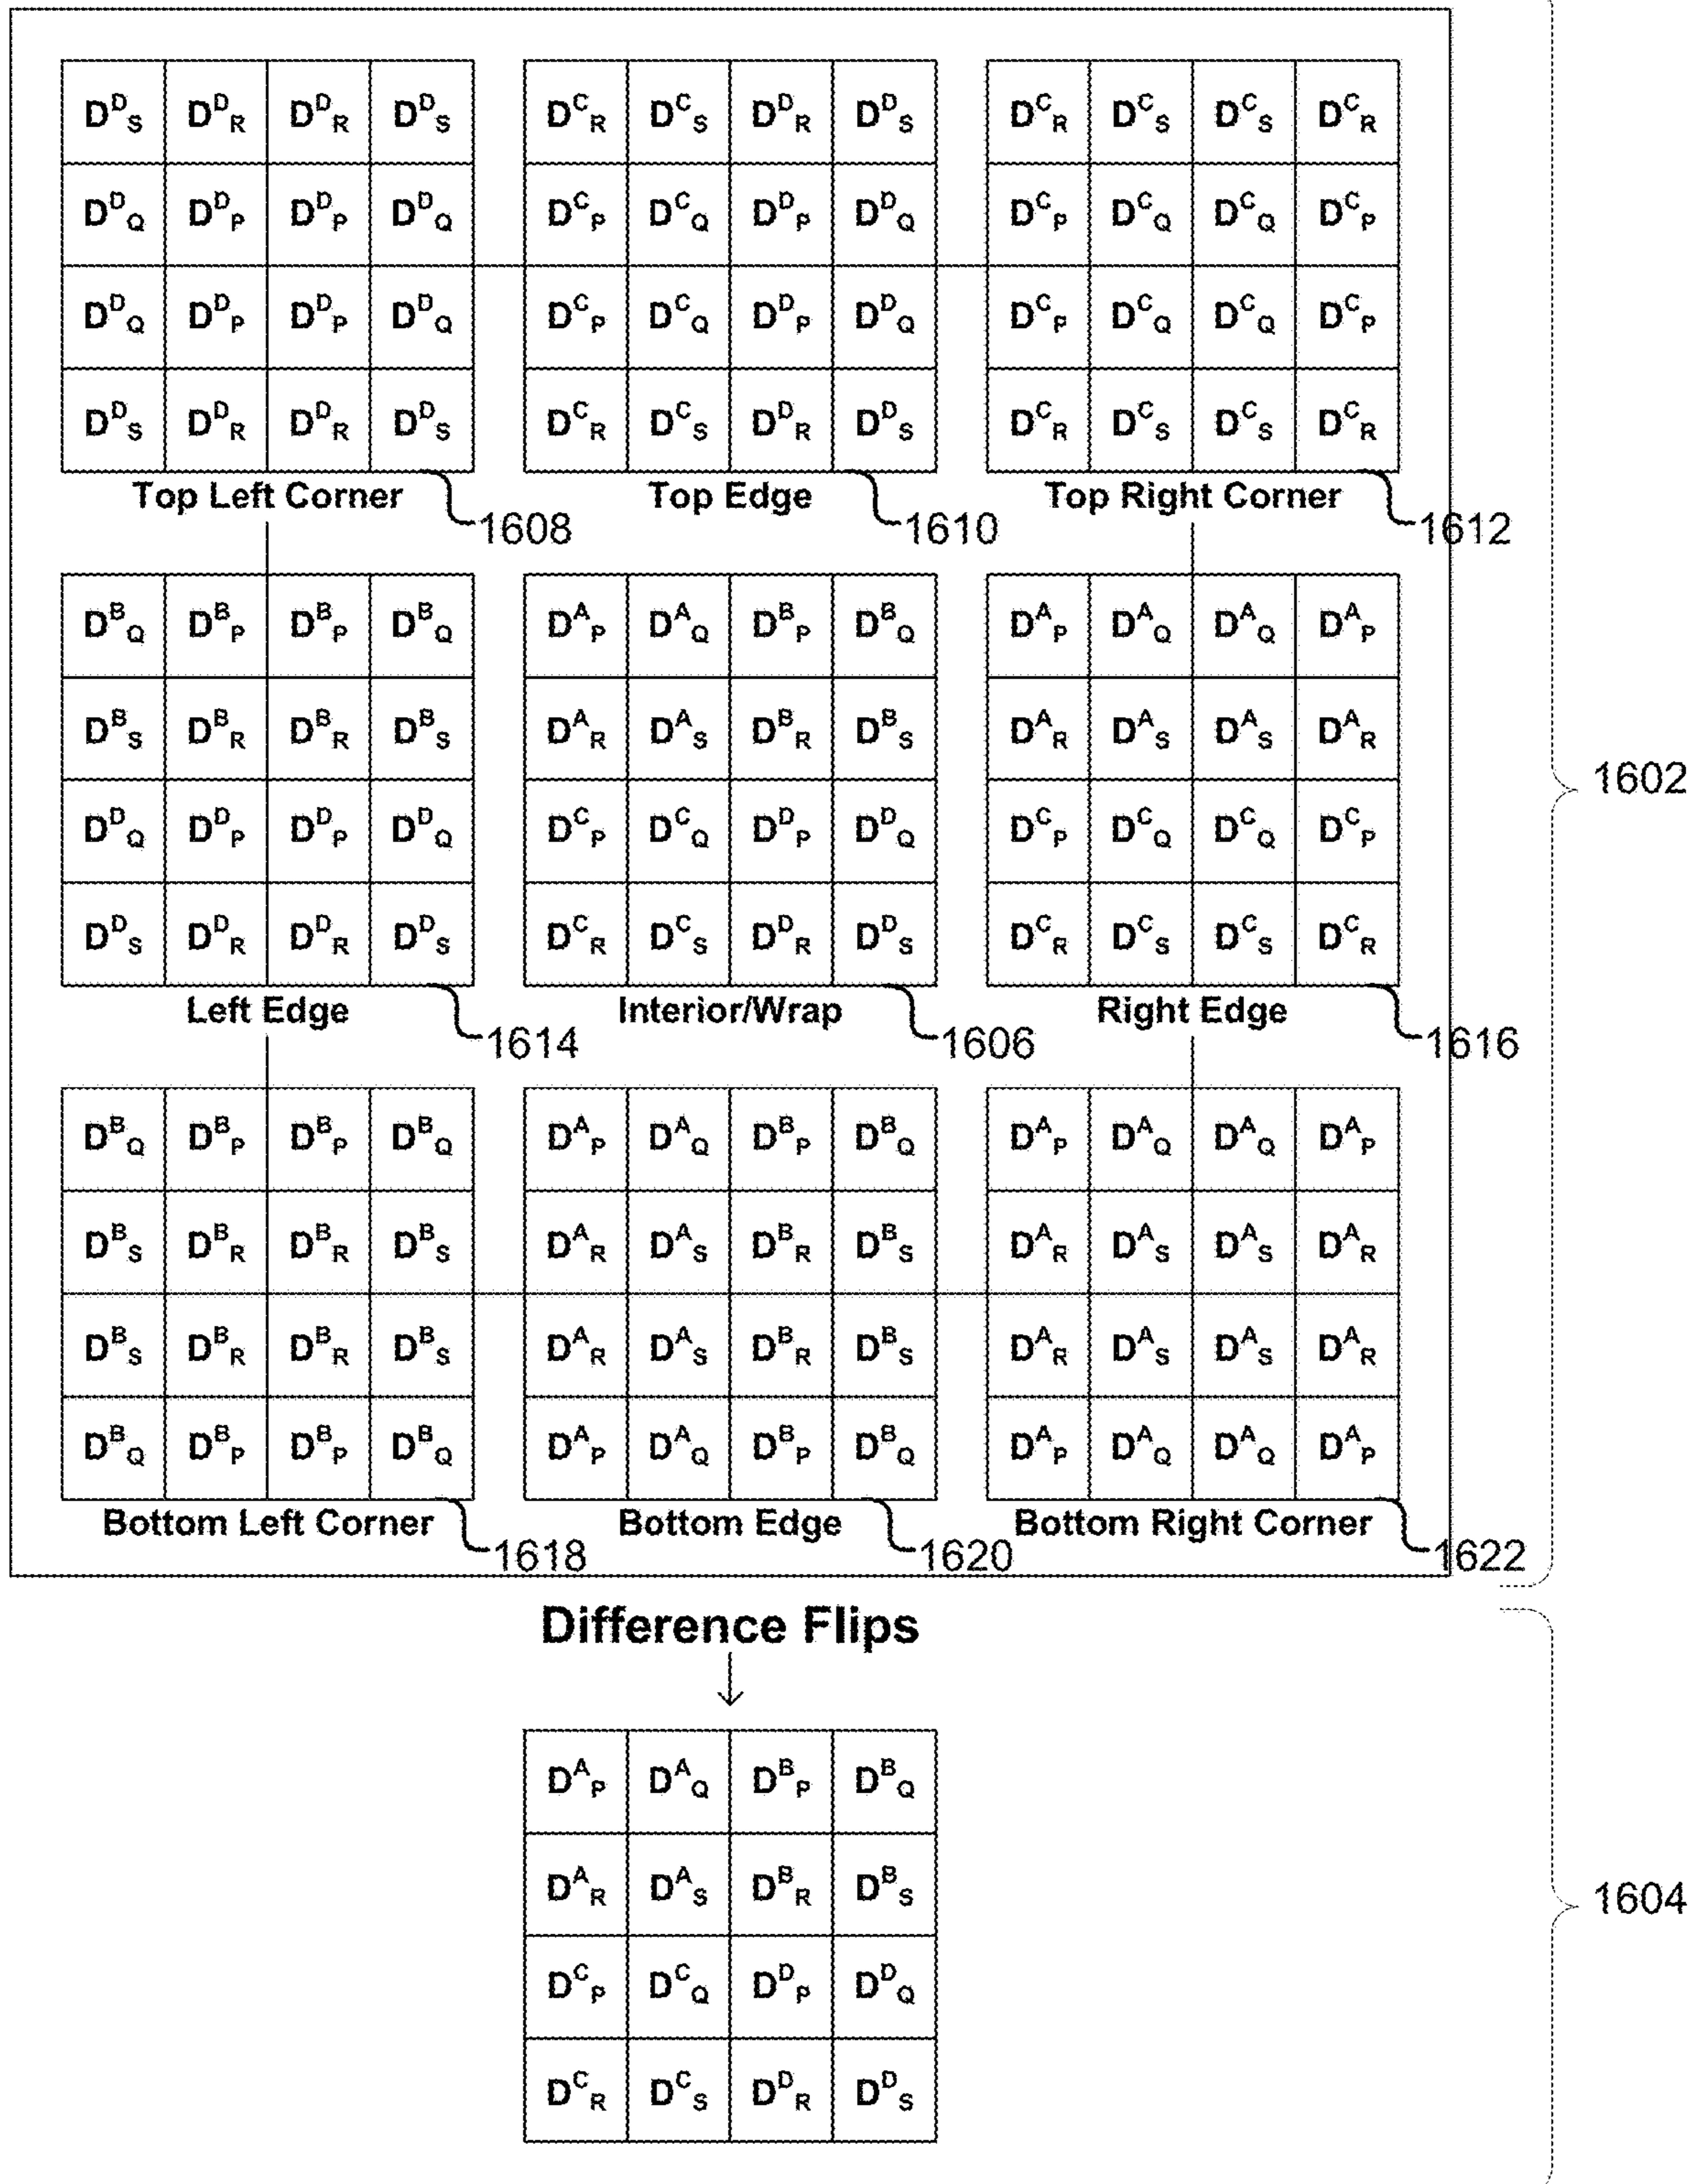 D^D_S D^D_R D^D_R D^D_S D^C_R D^C_S D^D_R D^D_S D^C_R D^C_S D^C_S D^C_R
D^D_Q D^D_P D^D_P D^D_Q D^C_P D^C_Q D^D_P D^D_Q D^C_P D^C_Q D^C_Q D^C_P
D^D_Q D^D_P D^D_P D^D_Q D^C_P D^C_Q D^D_P D^D_Q D^C_P D^C_Q D^C_Q D^C_P
D^D_S D^D_R D^D_R D^D_S D^C_R D^C_S D^D_R D^D_S D^C_R D^C_S D^C_S D^C_R
Top Left Corner Top Edge Top Right Corner
1608 1610 1612
D^B_Q D^B_P D^B_P D^B_Q D^A_P D^A_Q D^B_P D^B_Q D^A_P D^A_Q D^A_Q D^A_P
D^B_S D^B_R D^B_R D^B_S D^A_R D^A_S D^B_R D^B_S D^A_R D^A_S D^A_S D^A_R
1602
D^D_Q D^D_P D^D_P D^D_Q D^C_P D^C_Q D^D_P D^D_Q D^C_P D^C_Q D^C_Q D^C_P
D^D_S D^D_R D^D_R D^D_S D^C_R D^C_S D^D_R D^D_S D^C_R D^C_S D^C_S D^C_R
Left Edge Interior/Wrap Right Edge
1614 1606 1616
D^B_Q D^B_P D^B_P D^B_Q D^A_P D^A_Q D^B_P D^B_Q D^A_P D^A_Q D^A_Q D^A_P
D^B_S D^B_R D^B_R D^B_S D^A_R D^A_S D^B_R D^B_S D^A_R D^A_S D^A_S D^A_R
D^B_S D^B_R D^B_R D^B_S D^A_R D^A_S D^B_R D^B_S D^A_R D^A_S D^A_S D^A_R
D^B_Q D^B_P D^B_P D^B_Q D^A_P D^A_Q D^B_P D^B_Q D^A_P D^A_Q D^A_Q D^A_P
Bottom Left Corner Bottom Edge Bottom Right Corner
1618 1620 1622
Difference Flips
D^A_P D^A_Q D^B_P D^B_Q
D^A_R D^A_S D^B_R D^B_S
1604
D^C_P D^C_Q D^D_P D^D_Q
D^C_R D^C_S D^D_R D^D_S